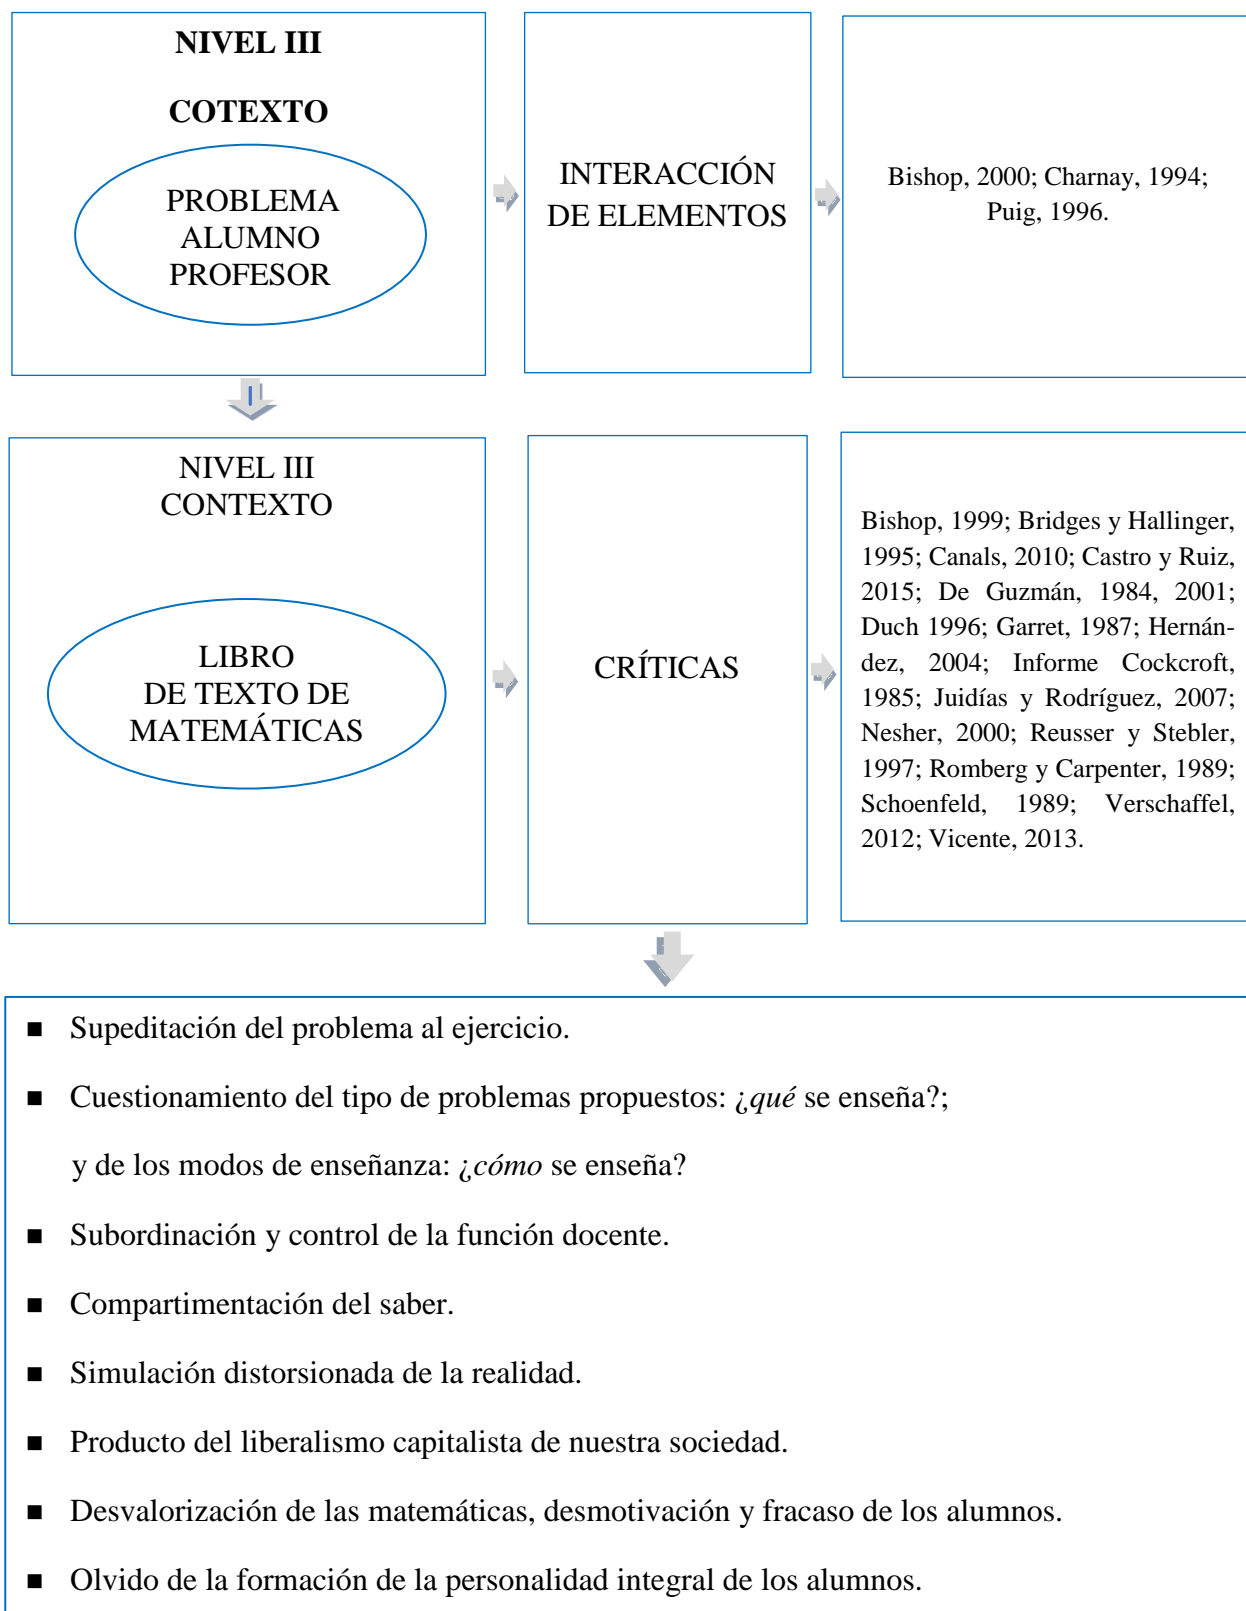 NIVEL III
COTEXTO
PROBLEMA
ALUMNO
PROFESOR
INTERACCIÓN
DE ELEMENTOS
Bishop, 2000; Charnay, 1994;
Puig, 1996.
NIVEL III
CONTEXTO
LIBRO
DE TEXTO DE
MATEMÁTICAS
CRÍTICAS
Bishop, 1999; Bridges y Hallinger,
1995; Canals, 2010; Castro y Ruiz,
2015; De Guzmán, 1984, 2001;
Duch 1996; Garret, 1987; Hernán-
dez, 2004; Informe Cockcroft,
1985; Juidías y Rodríguez, 2007;
Nesher, 2000; Reusser y Stebler,
1997; Romberg y Carpenter, 1989;
Schoenfeld, 1989; Verschaffel,
2012; Vicente, 2013.
■ Supeditación del problema al ejercicio.
■ Cuestionamiento del tipo de problemas propuestos: ¿qué se enseña?;
y de los modos de enseñanza: ¿cómo se enseña?
■ Subordinación y control de la función docente.
■ Compartimentación del saber.
■ Simulación distorsionada de la realidad.
■ Producto del liberalismo capitalista de nuestra sociedad.
■ Desvalorización de las matemáticas, desmotivación y fracaso de los alumnos.
■ Olvido de la formación de la personalidad integral de los alumnos.